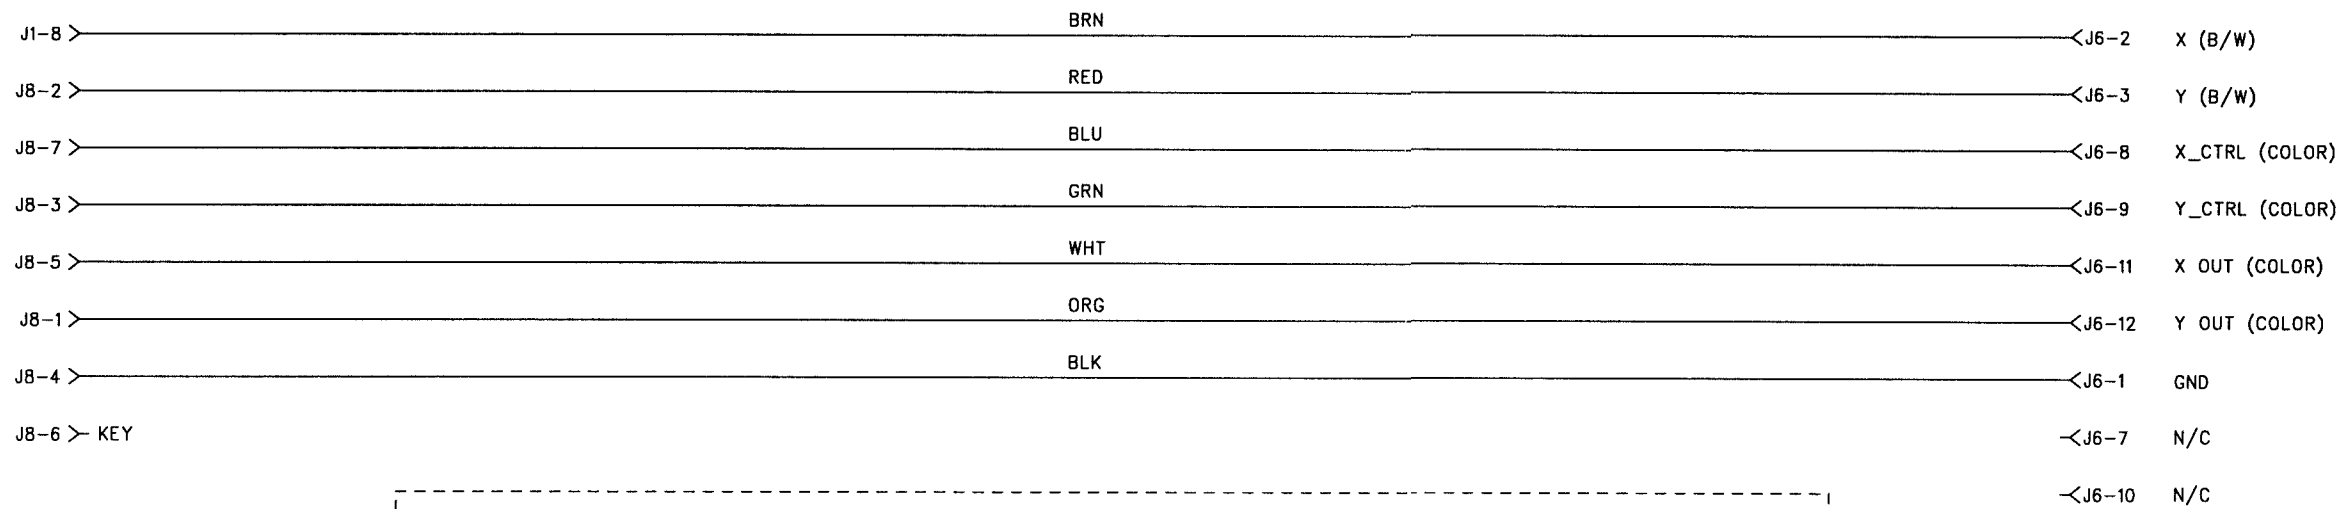 BRN
J1-8 J6-2 X (B/W)
RED
J8-2 J6-3 Y (B/W)
BLU
J8-7 J6-8 X_CTRL (COLOR)
GRN
J8-3 J6-9 Y_CTRL (COLOR)
WHT
J8-5 J6-11 X OUT (COLOR)
ORG
J8-1 J6-12 Y OUT (COLOR)
BLK
J8-4 J6-1 GND
J8-6 KEY J6-7 N/C
J6-10 N/C